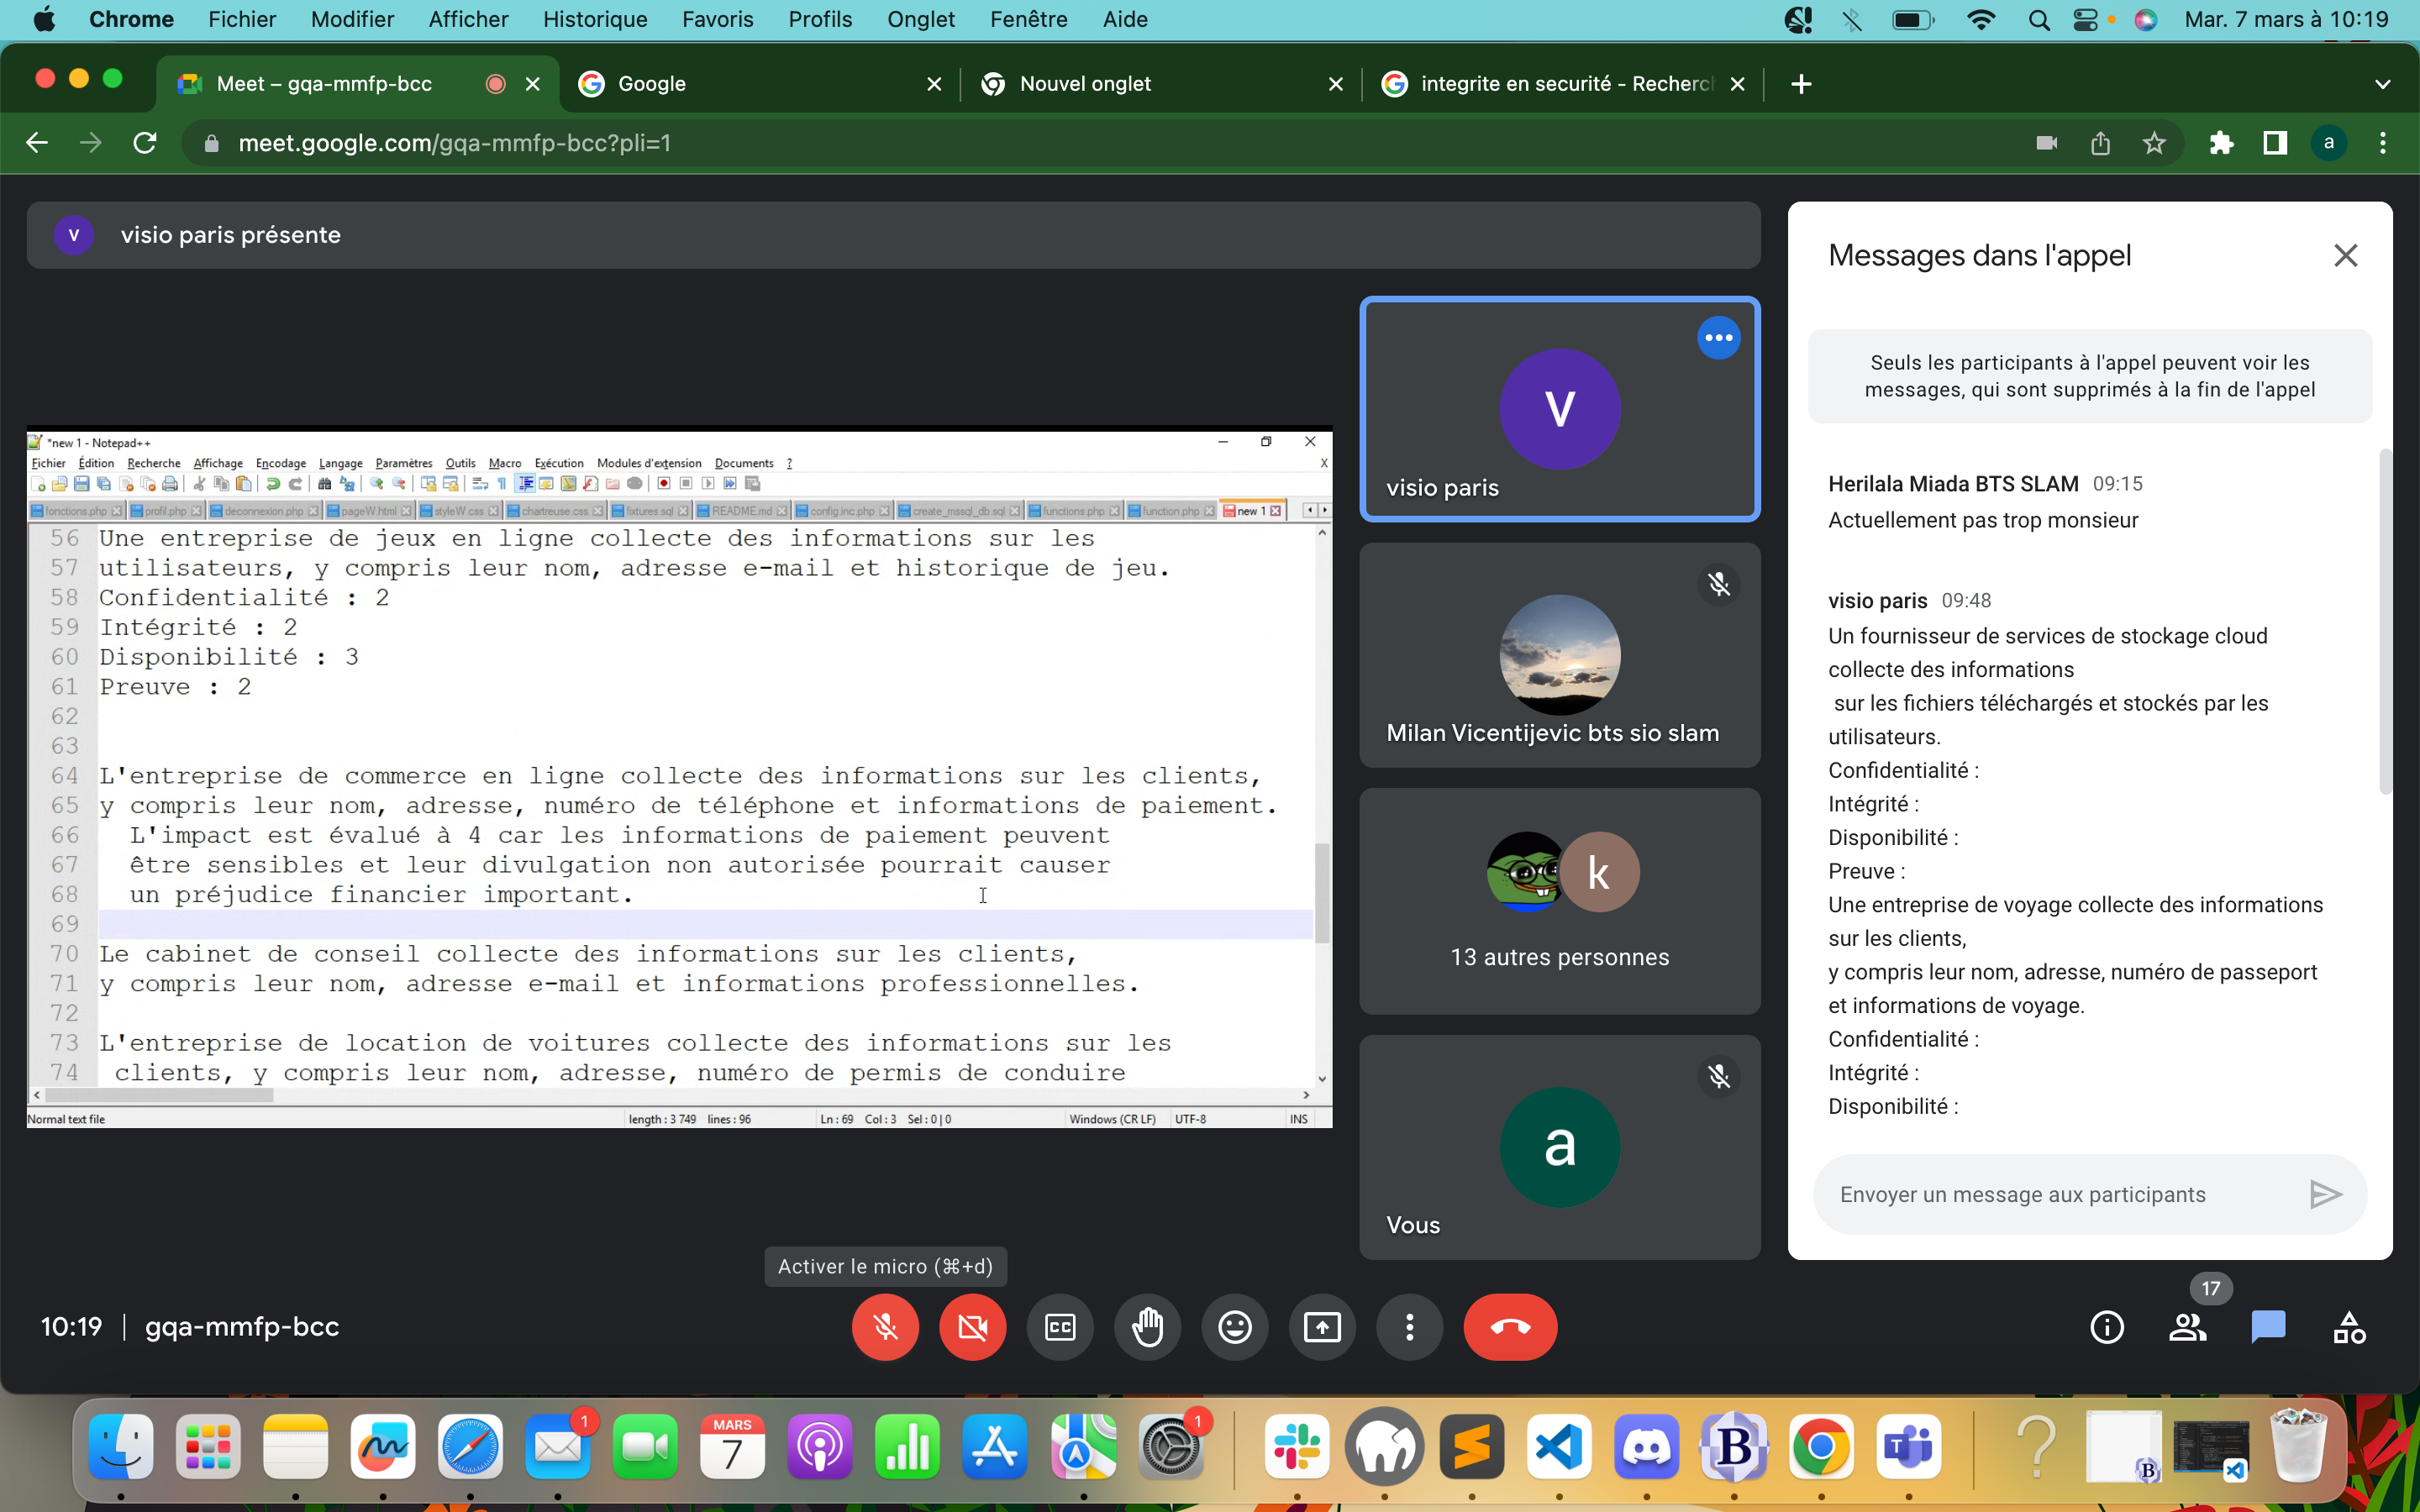 Chrome Fichier Modifier Afficher Historique Favoris Profils Onglet Fenêtre Aide Mar. 7 mars à 10:19
Meet – gqa-mmfp-bcc Google Nouvel onglet integrite en securité - Recherc
meet.google.com/gqa-mmfp-bcc?pli=1 a
V visio paris présente
*new 1 - Notepad++
Fichier Édition Recherche Affichage Encodage Langage Paramètres Outils Macro Exécution Modules d'extension Documents ? X
fonctions.php profil.php deconnexion.php pageW.html styleW.css chartreuse.css fixtures.sql README.md config.inc.php create_mssql_db.sql functions.php function.php new 1
56 Une entreprise de jeux en ligne collecte des informations sur les
57 utilisateurs, y compris leur nom, adresse e-mail et historique de jeu.
58 Confidentialité : 2
59 Intégrité : 2
60 Disponibilité : 3
61 Preuve : 2
62
63
64 L'entreprise de commerce en ligne collecte des informations sur les clients,
65 y compris leur nom, adresse, numéro de téléphone et informations de paiement.
66 L'impact est évalué à 4 car les informations de paiement peuvent
67 être sensibles et leur divulgation non autorisée pourrait causer
68 un préjudice financier important.
69
70 Le cabinet de conseil collecte des informations sur les clients,
71 y compris leur nom, adresse e-mail et informations professionnelles.
72
73 L'entreprise de location de voitures collecte des informations sur les
74 clients, y compris leur nom, adresse, numéro de permis de conduire
Normal text file length : 3 749 lines : 96 Ln : 69 Col : 3 Sel : 0 | 0 Windows (CR LF) UTF-8 INS
V
visio paris
Milan Vicentijevic bts sio slam
k
13 autres personnes
a
Vous
Messages dans l'appel
Seuls les participants à l'appel peuvent voir les
messages, qui sont supprimés à la fin de l'appel
Herilala Miada BTS SLAM 09:15
Actuellement pas trop monsieur
visio paris 09:48
Un fournisseur de services de stockage cloud
collecte des informations
sur les fichiers téléchargés et stockés par les
utilisateurs.
Confidentialité :
Intégrité :
Disponibilité :
Preuve :
Une entreprise de voyage collecte des informations
sur les clients,
y compris leur nom, adresse, numéro de passeport
et informations de voyage.
Confidentialité :
Intégrité :
Disponibilité :
Envoyer un message aux participants
Activer le micro (⌘+d)
10:19 | gqa-mmfp-bcc CC 17
1 MARS 7 1 B T